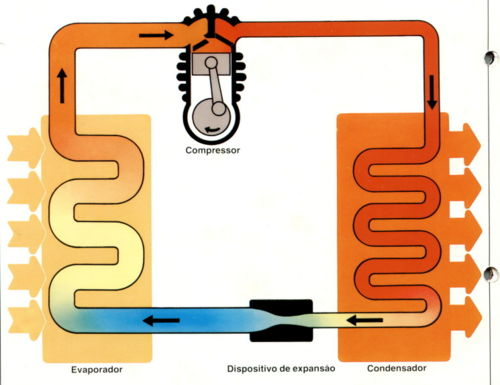 Compressor
Evaporador
Dispositivo de expansão
Condensador